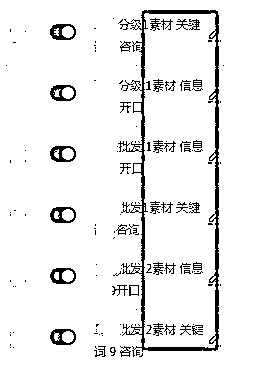 分级1素材 关键
咨询
分级1素材 信息
开口
批发1素材 信息
开口
批发1素材 关键
咨询
批发2素材 信息
9开口
批发2素材 关键
词 9 咨询